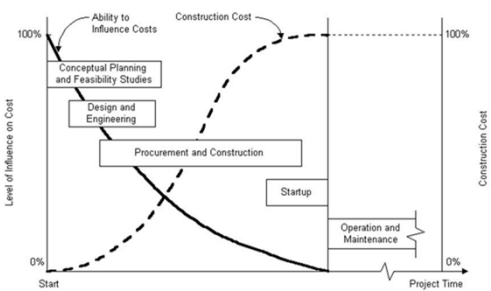 Ability to
Influence Costs
Construction Cost
100%
100%
Conceptual Planning
and Feasibility Studies
Design and
Engineering
Procurement and Construction
Startup
Operation and
Maintenance
Level of Influence on Cost
Construction Cost
0%
0%
Start
Project Time